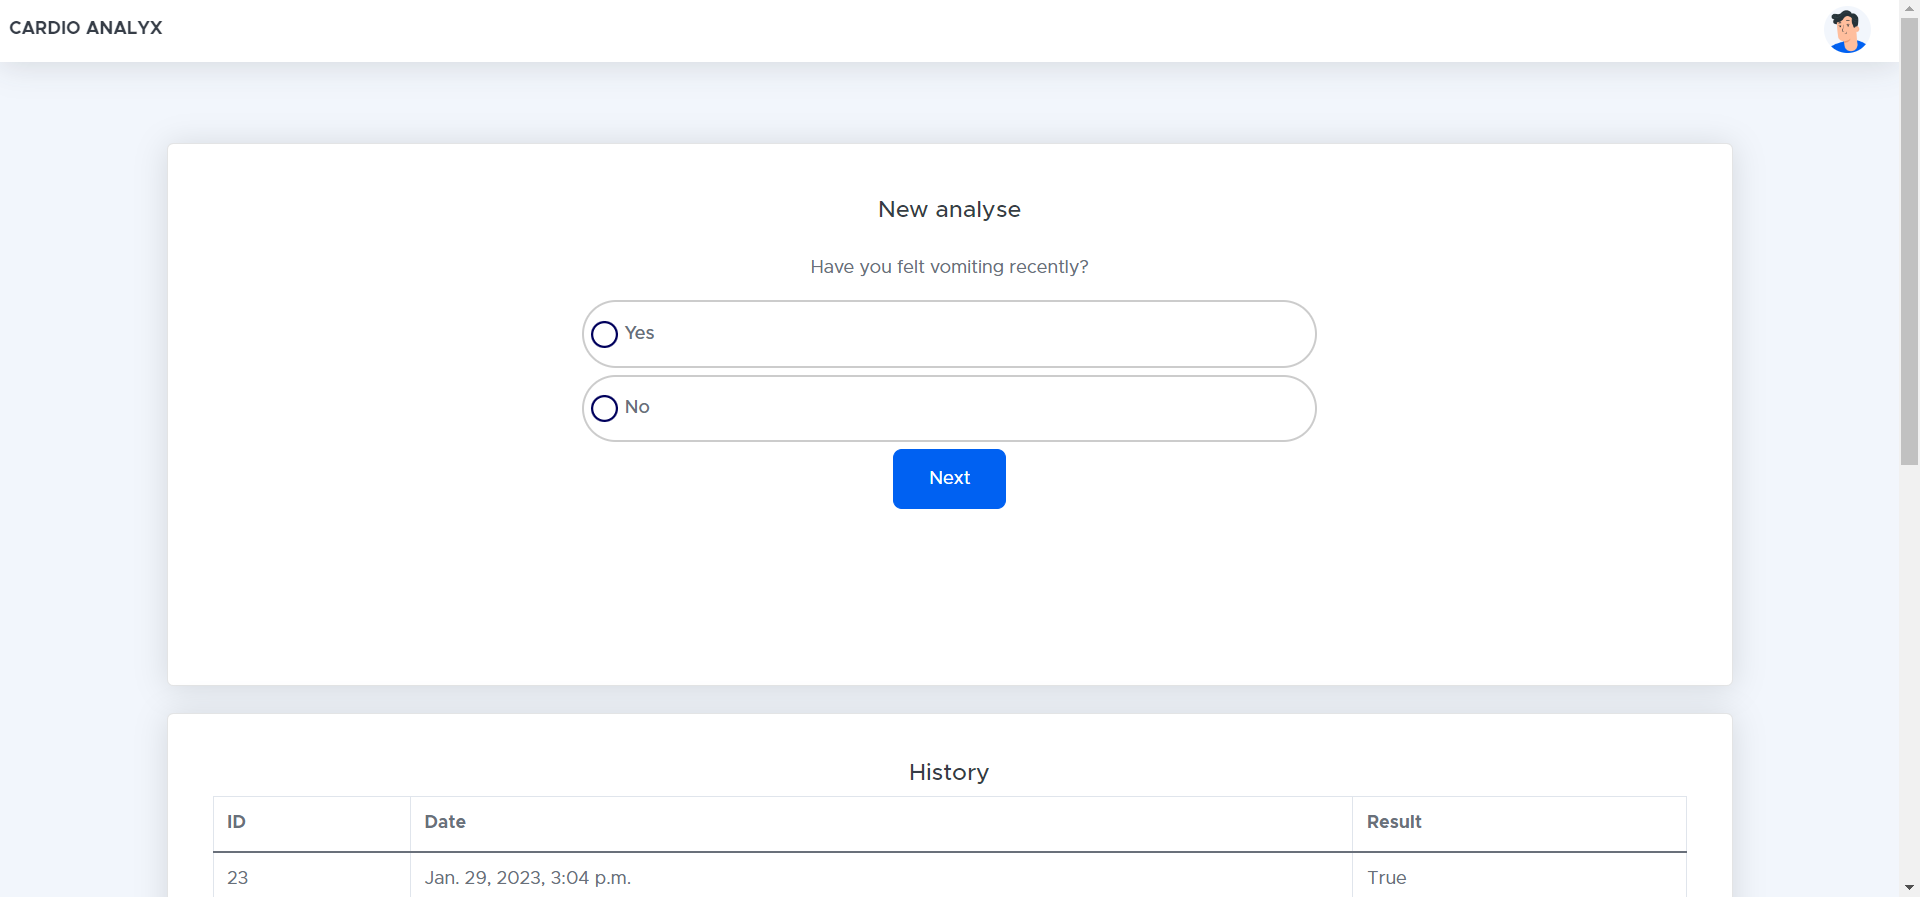 CARDIO ANALYX
New analyse
Have you felt vomiting recently?
Yes
No
Next
History
ID Date Result
23 Jan. 29, 2023, 3:04 p.m. True